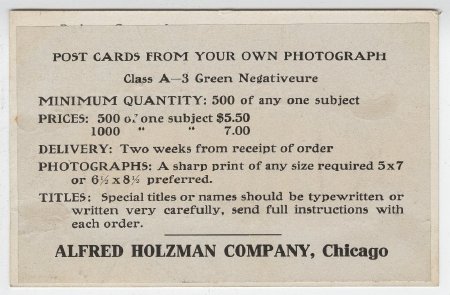 POST CARDS FROM YOUR OWN PHOTOGRAPH
Class A—3 Green Negativeure
MINIMUM QUANTITY: 500 of any one subject
PRICES: 500 of one subject $5.50
1000 " " 7.00
DELIVERY: Two weeks from receipt of order
PHOTOGRAPHS: A sharp print of any size required 5x7
or 6½ x 8½ preferred.
TITLES: Special titles or names should be typewritten or
written very carefully, send full instructions with
each order.
ALFRED HOLZMAN COMPANY, Chicago